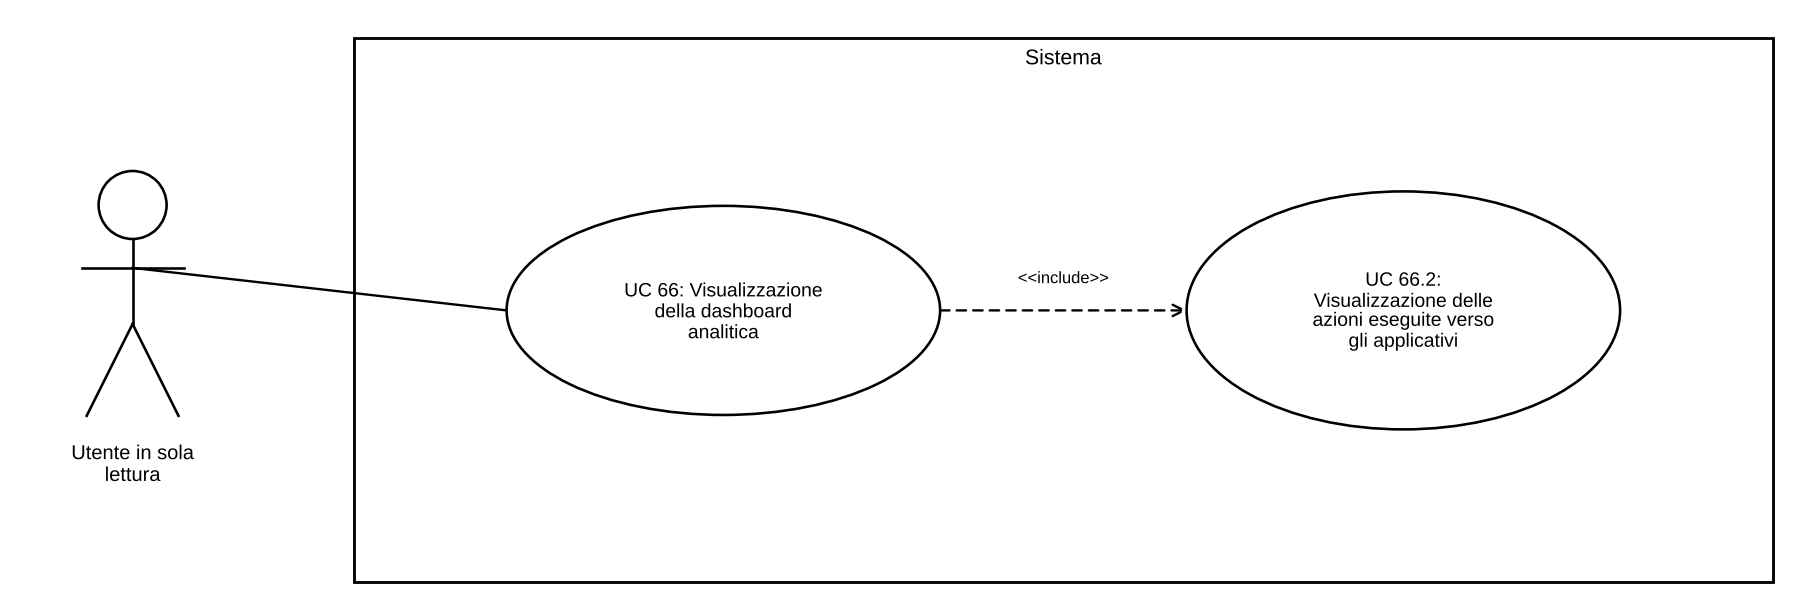 Sistema
UC 66: Visualizzazione
della dashboard
analitica
<<include>>
UC 66.2:
Visualizzazione delle
azioni eseguite verso
gli applicativi
Utente in sola
lettura